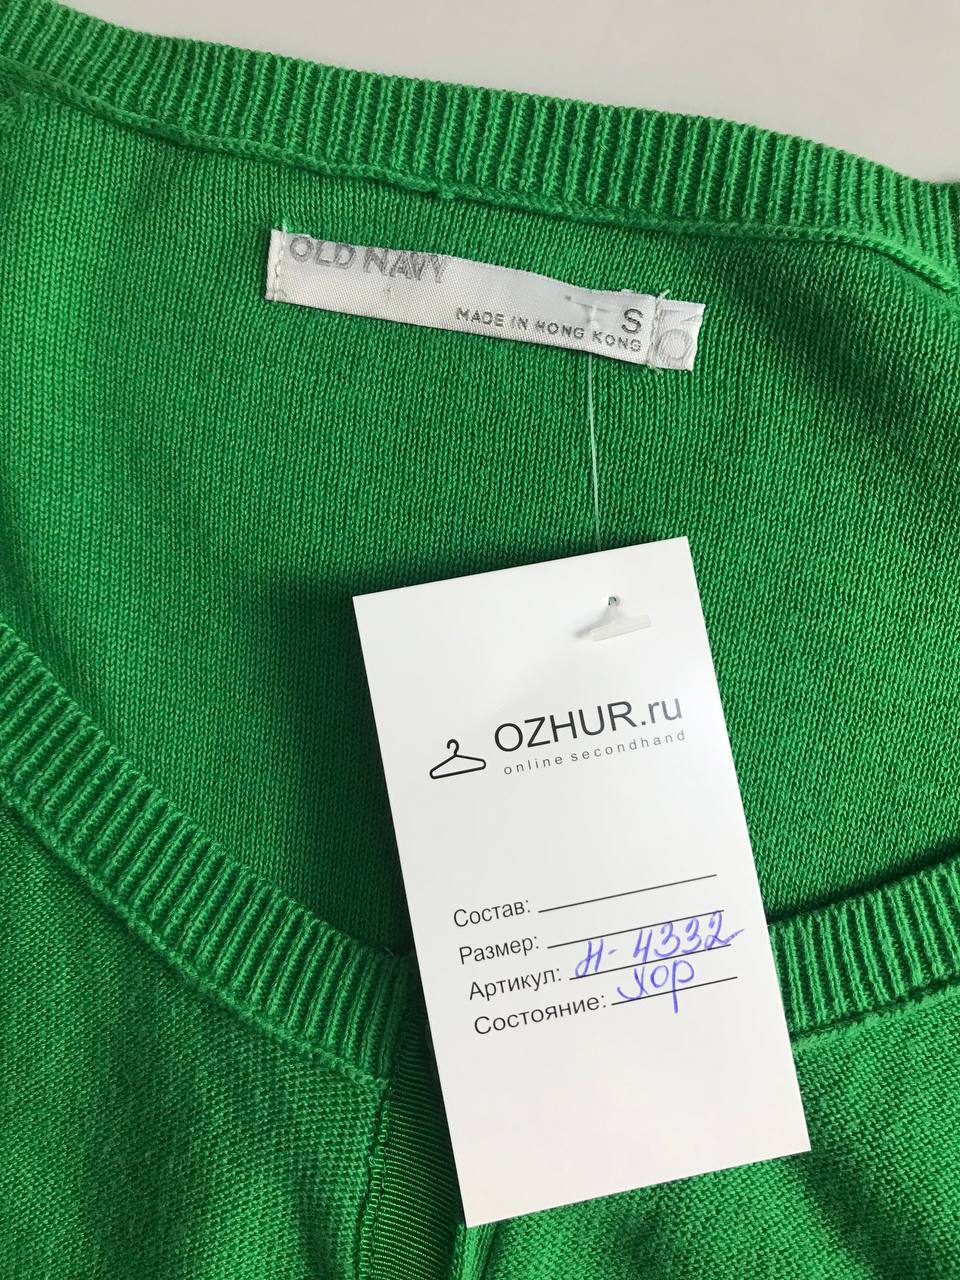 OLD NAVY
S
MADE IN HONG KONG
OZHUR.ru
online secondhand
Состав:
Размер:
Артикул: Н-4332
Состояние: хор